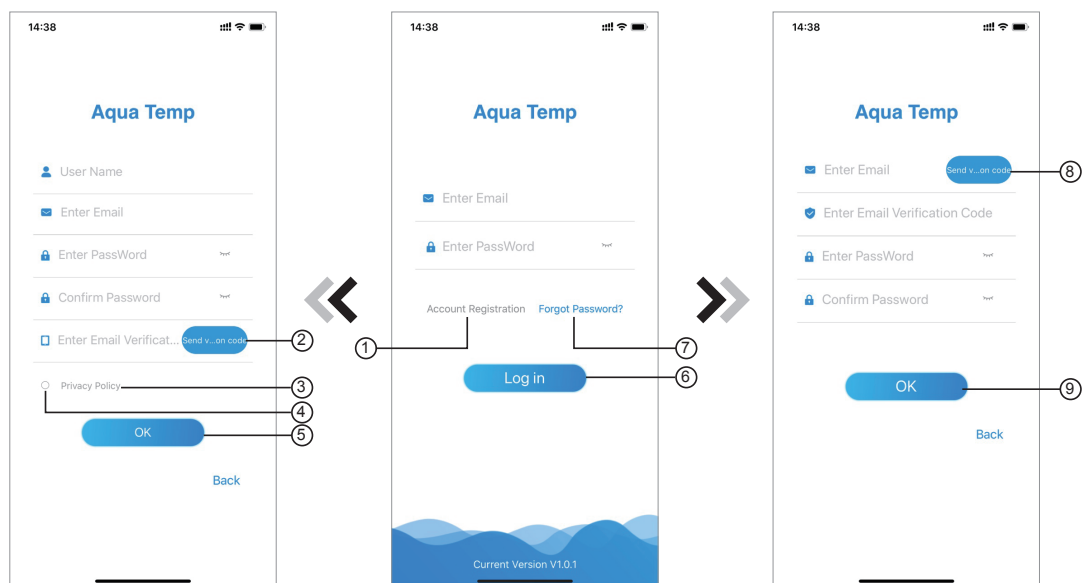 14:38
Aqua Temp
User Name
Enter Email
Enter PassWord
Confirm Password
Enter Email Verificat... Send v...on code
② 
Privacy Policy
③
④
OK
⑤
Back
14:38
Aqua Temp
Enter Email
Enter PassWord
Account Registration Forgot Password?
①
⑦
Log in
⑥
Current Version V1.0.1
14:38
Aqua Temp
Enter Email Send v...on code
⑧
Enter Email Verification Code
Enter PassWord
Confirm Password
OK
⑨
Back